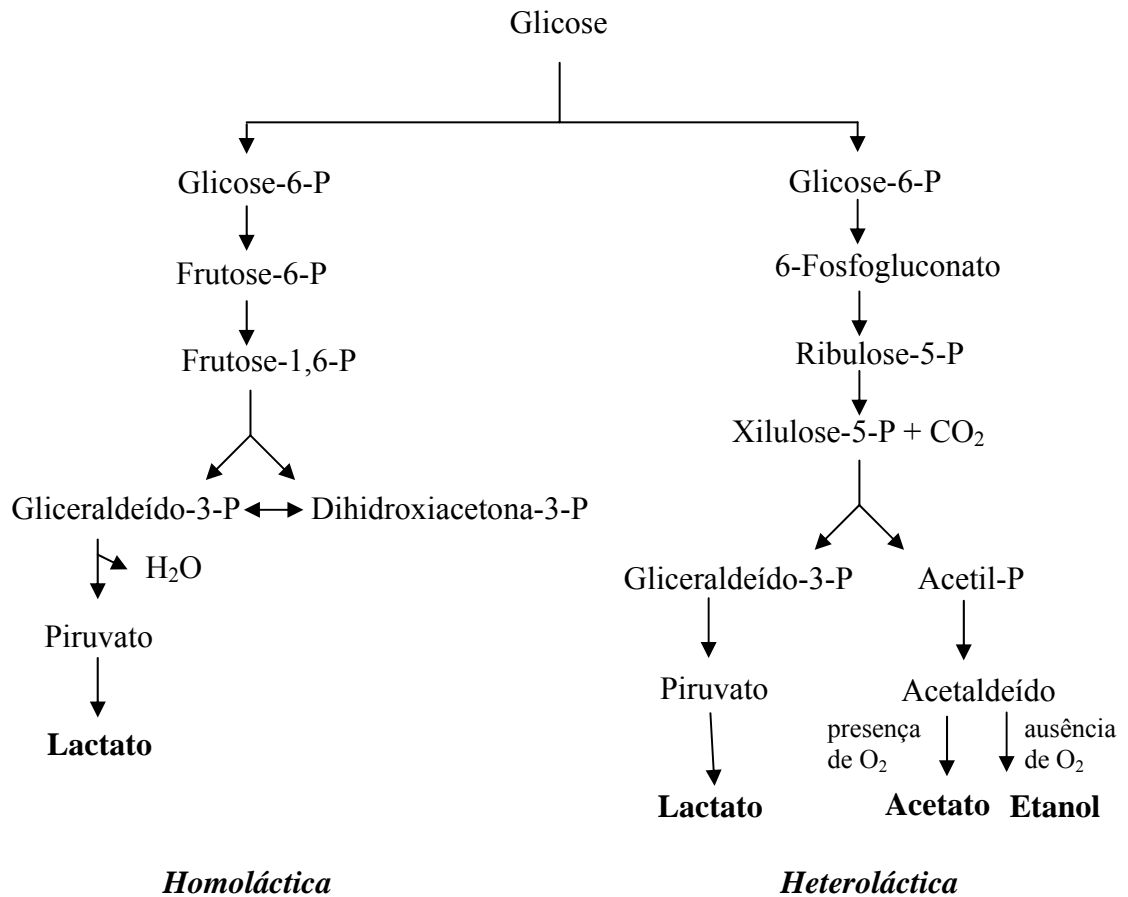 Glicose
Glicose-6-P
Glicose-6-P
Frutose-6-P
6-Fosfogluconato
Frutose-1,6-P
Ribulose-5-P
Xilulose-5-P + CO₂
Gliceraldeído-3-P
Dihidroxiacetona-3-P
H₂O
Gliceraldeído-3-P
Acetil-P
Piruvato
Piruvato
Acetaldeído
presença
de O₂
ausência
de O₂
Lactato
Lactato
Acetato
Etanol
Homoláctica
Heteroláctica